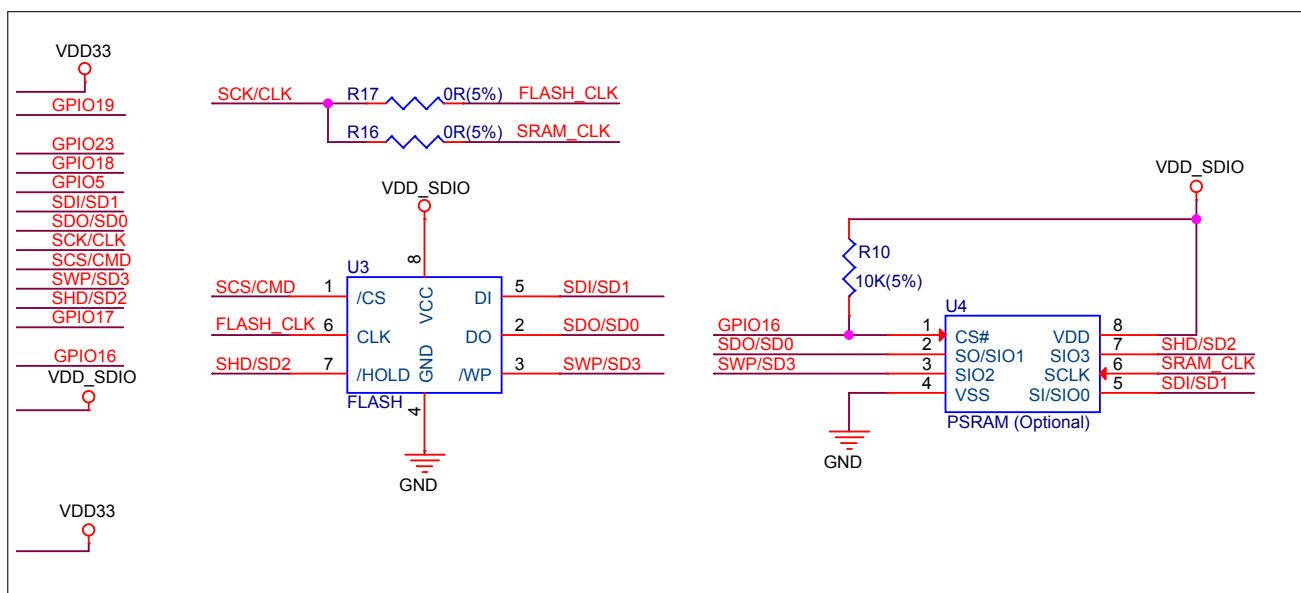 VDD33
GPIO19
GPIO23
GPIO18
GPIO5
SDI/SD1
SDO/SD0
SCK/CLK
SCS/CMD
SWP/SD3
SHD/SD2
GPIO17
GPIO16
VDD_SDIO
VDD33
SCK/CLK R17 0R(5%) FLASH_CLK
R16 0R(5%) SRAM_CLK
VDD_SDIO
U3 8
SCS/CMD 1 /CS VCC DI 5 SDI/SD1
FLASH_CLK 6 CLK DO 2 SDO/SD0
SHD/SD2 7 /HOLD GND /WP 3 SWP/SD3
FLASH 4
GND
VDD_SDIO
R10
10K(5%)
U4
GPIO16 1 CS# VDD 8
SDO/SD0 2 SO/SIO1 SIO3 7 SHD/SD2
SWP/SD3 3 SIO2 SCLK 6 SRAM_CLK
4 VSS SI/SIO0 5 SDI/SD1
PSRAM (Optional)
GND